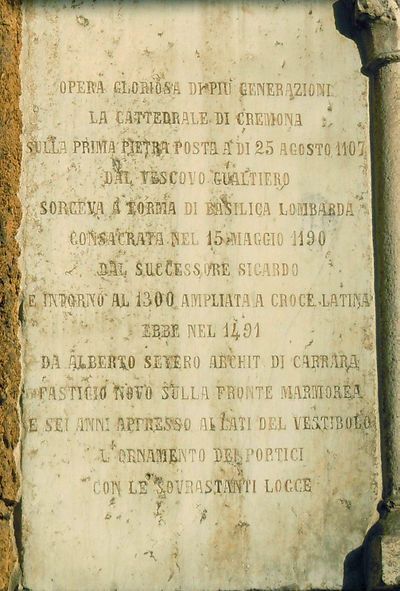 OPERA GLORIOSA DI PIÙ GENERAZIONI
LA CATTEDRALE DI CREMONA
SULLA PRIMA PIETRA POSTA A DI 25 AGOSTO 1107
DAL VESCOVO GUALTIERO
SORGEVA A FORMA DI BASILICA LOMBARDA
CONSACRATA NEL 15 MAGGIO 1190
DAL SUCCESSORE SICARDO
E INTORNO AL 1300 AMPLIATA A CROCE LATINA
EBBE NEL 1491
DA ALBERTO SEVERO ARCHIT DI CARRARA
FASTIGIO NOVO SULLA FRONTE MARMOREA
E SEI ANNI APPRESSO AI LATI DEL VESTIBOLO
L'ORNAMENTO DEI PORTICI
CON LE SOVRASTANTI LOGGE